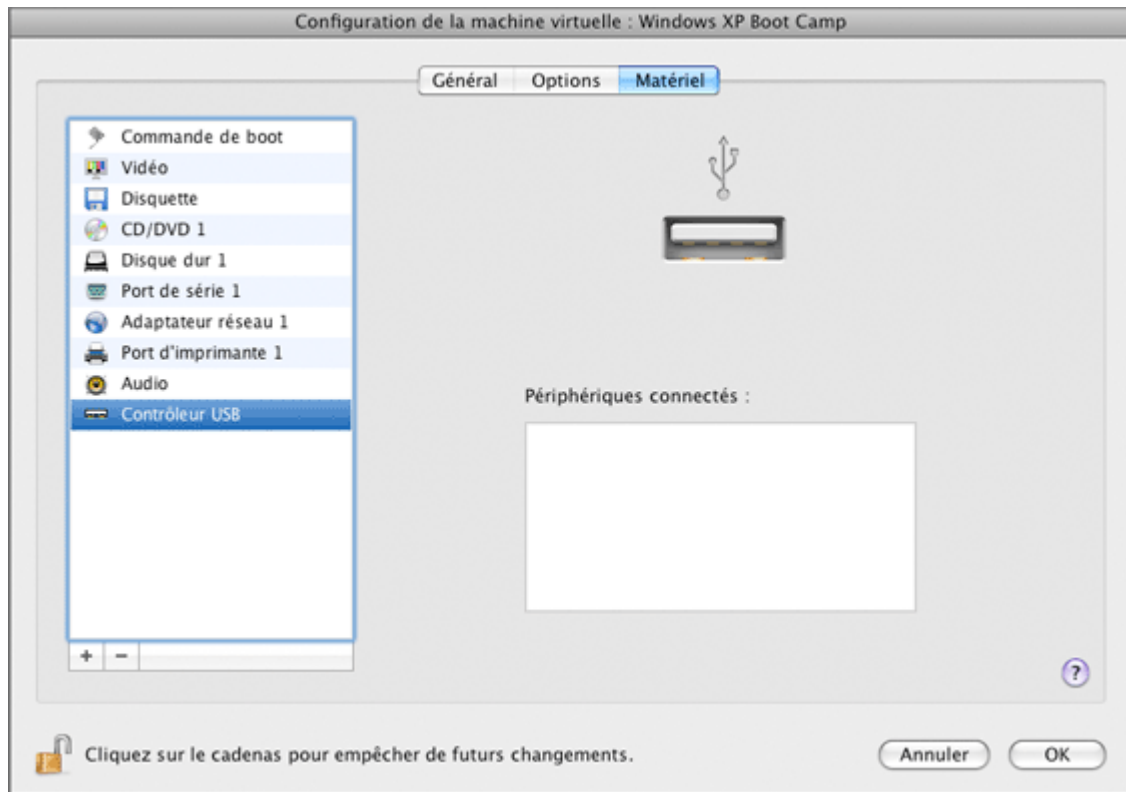 Configuration de la machine virtuelle : Windows XP Boot Camp
Général Options Matériel
Commande de boot
Vidéo
Disquette
CD/DVD 1
Disque dur 1
Port de série 1
Adaptateur réseau 1
Port d'imprimante 1
Audio
Contrôleur USB
Périphériques connectés :
+ −
?
Cliquez sur le cadenas pour empêcher de futurs changements.
Annuler OK